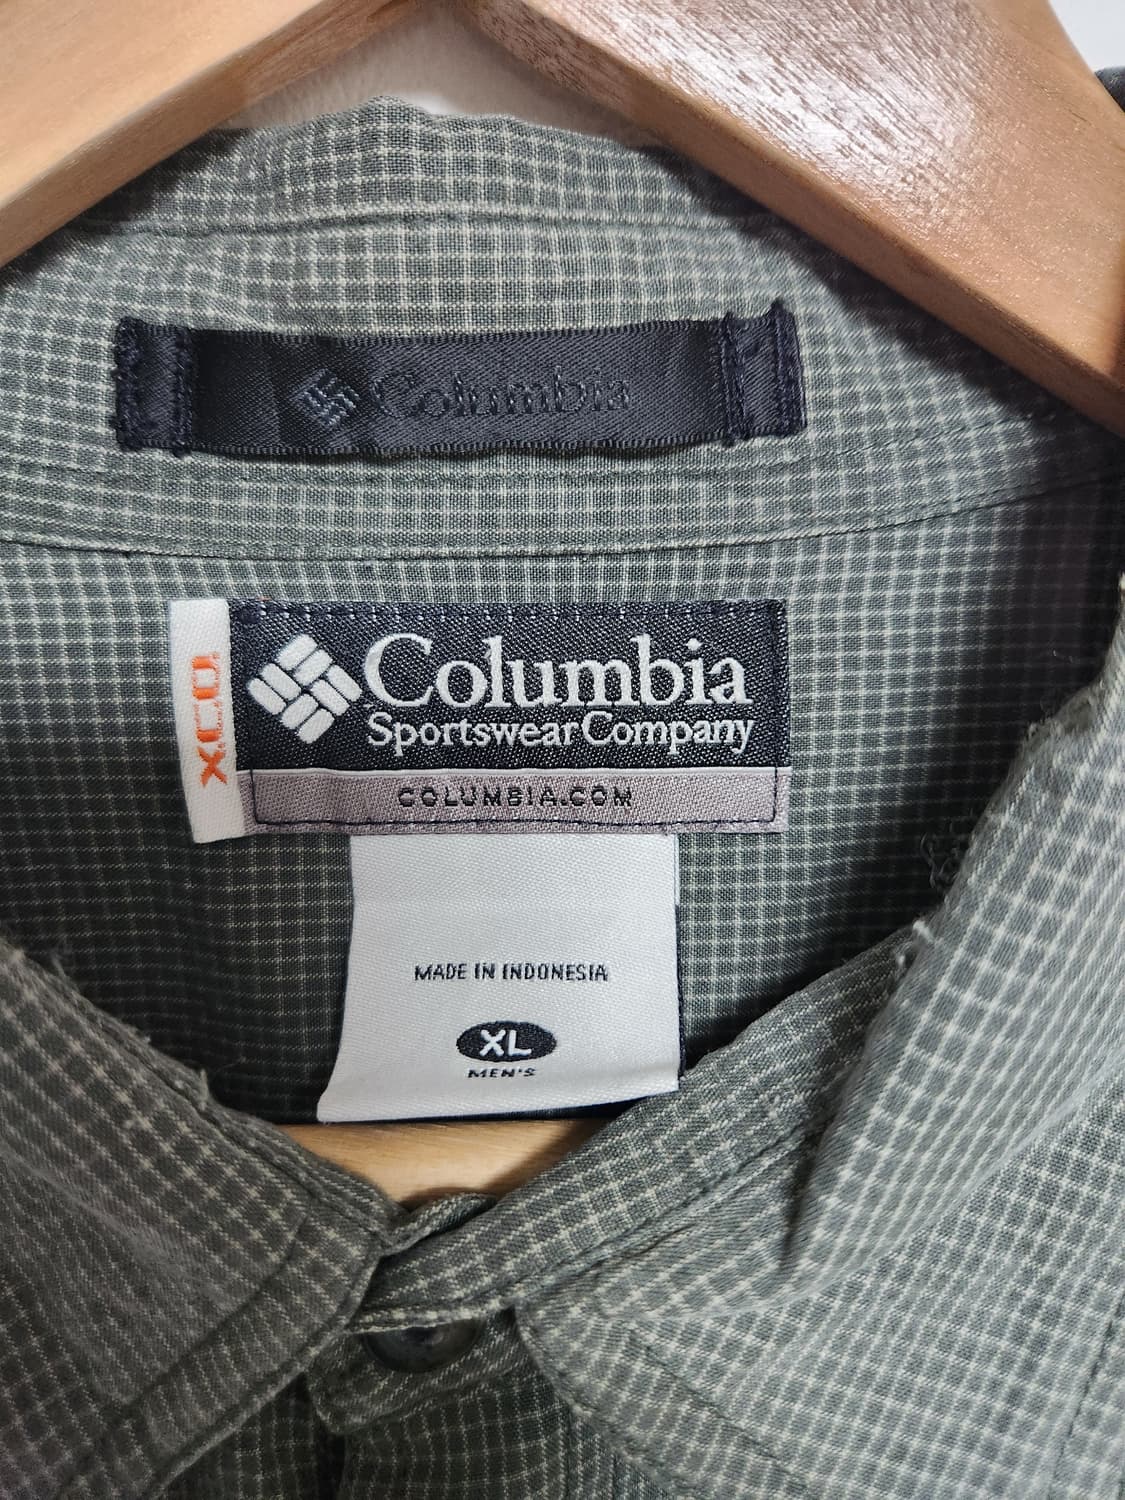 Columbia
XCO.
Columbia
Sportswear Company
COLUMBIA.COM
MADE IN INDONESIA
XL
MEN'S